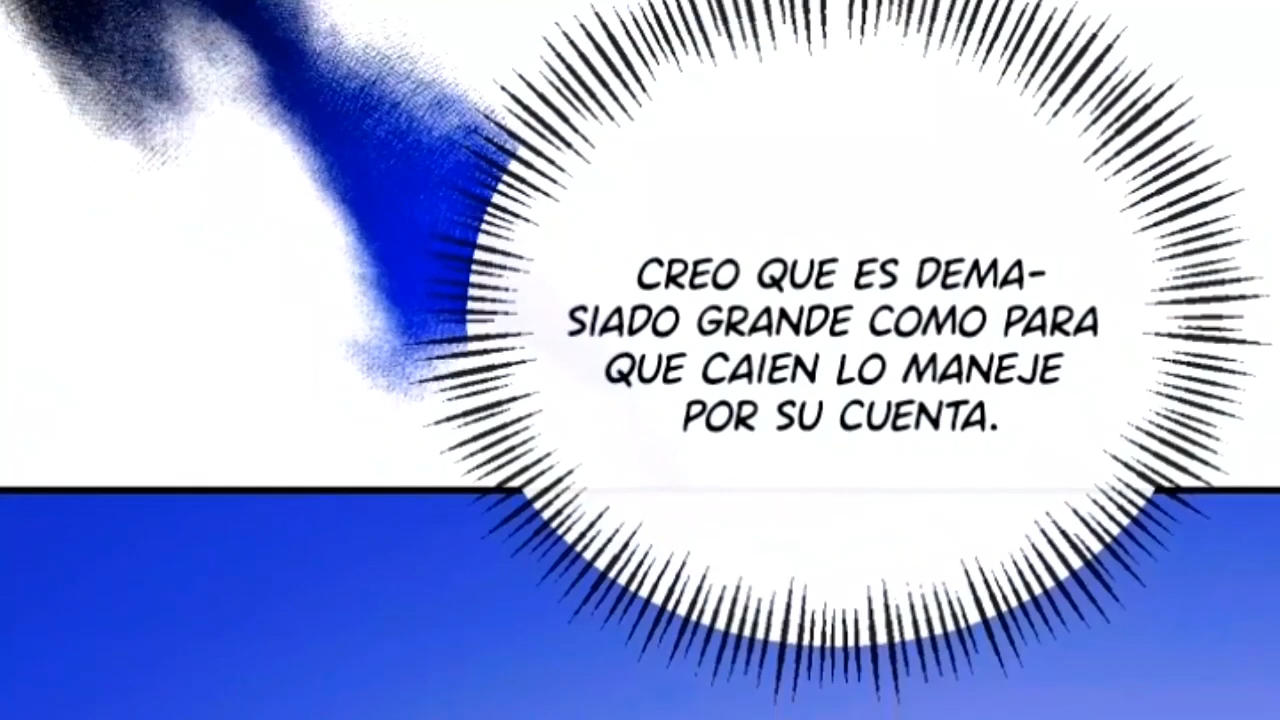 CREO QUE ES DEMA-
SIADO GRANDE COMO PARA
QUE CAIEN LO MANEJE
POR SU CUENTA.